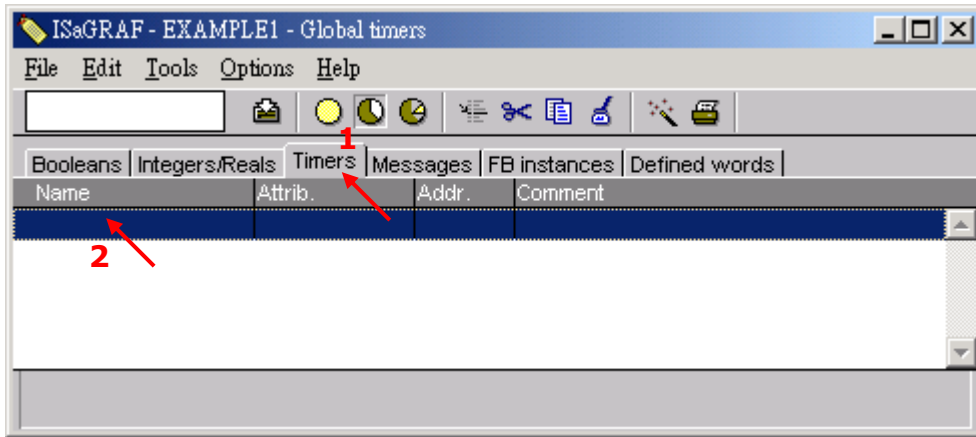 ISaGRAF - EXAMPLE1 - Global timers
File Edit Tools Options Help
1
Booleans Integers/Reals Timers Messages FB instances Defined words
Name Attrib. Addr. Comment
2